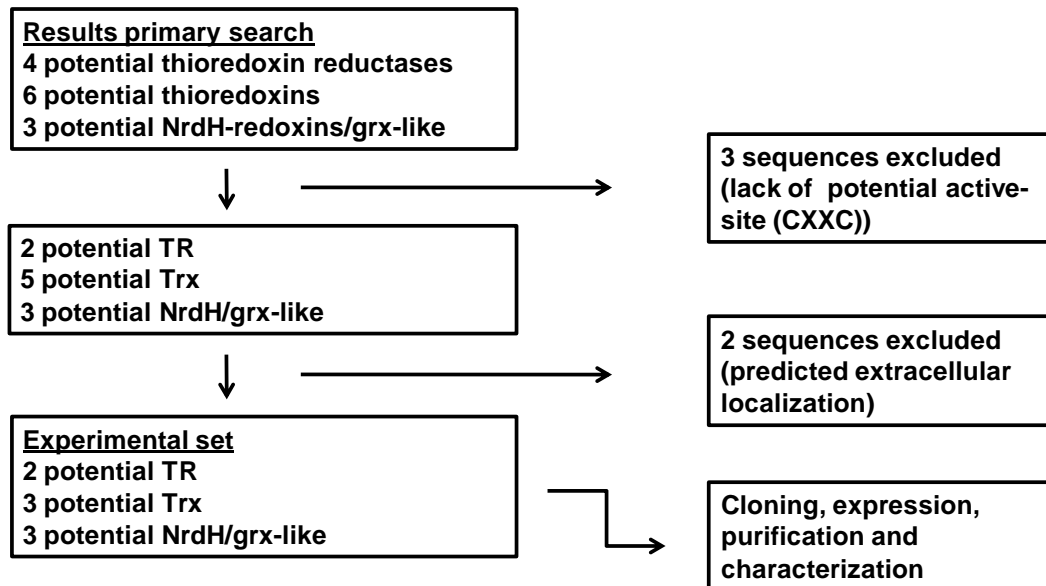 Results primary search
4 potential thioredoxin reductases
6 potential thioredoxins
3 potential NrdH-redoxins/grx-like
3 sequences excluded
(lack of potential active-
site (CXXC))
2 potential TR
5 potential Trx
3 potential NrdH/grx-like
2 sequences excluded
(predicted extracellular
localization)
Experimental set
2 potential TR
3 potential Trx
3 potential NrdH/grx-like
Cloning, expression,
purification and
characterization